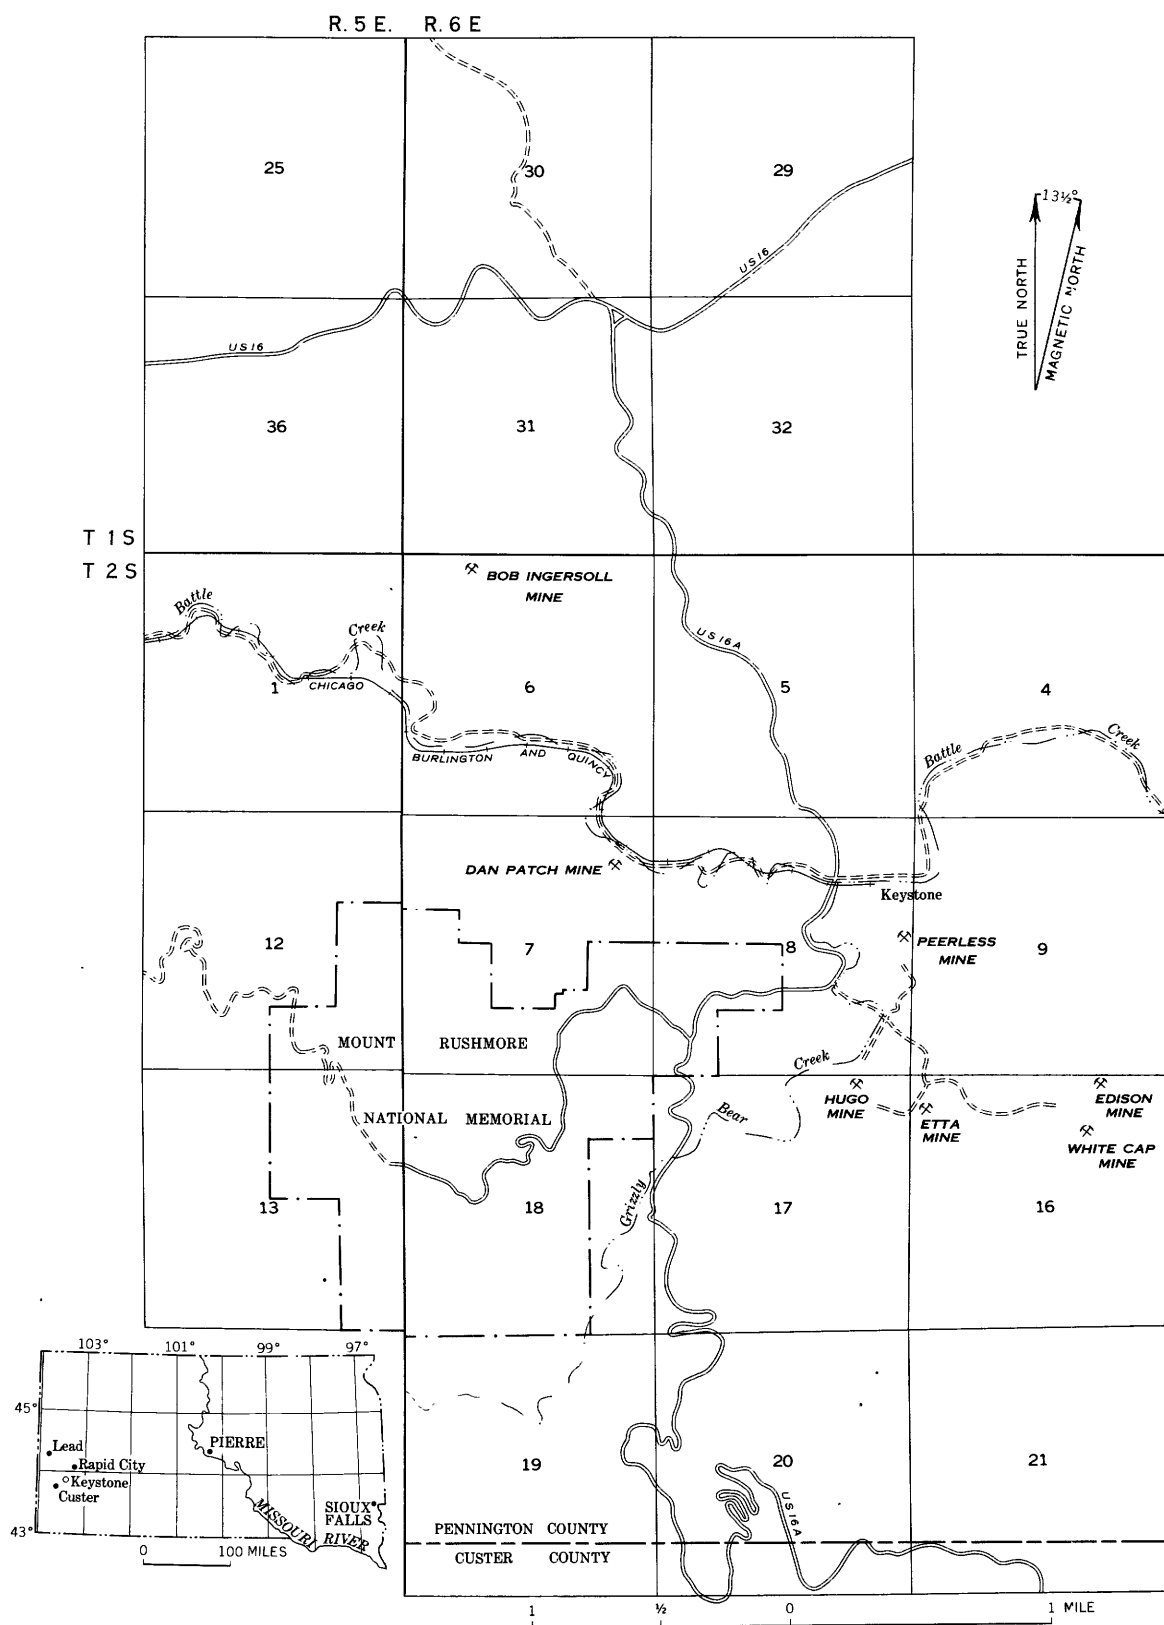 R. 5 E. R. 6 E
25
30
29
13½°
TRUE NORTH
MAGNETIC NORTH
US 16
US 16
36
31
32
T 1 S
T 2 S
BOB INGERSOLL
MINE
Battle
Creek
US 16A
1
CHICAGO
6
5
4
BURLINGTON AND QUINCY
Battle
Creek
DAN PATCH MINE
Keystone
12
7
8
PEERLESS
MINE
9
MOUNT RUSHMORE
NATIONAL MEMORIAL
Creek
Bear
Grizzly
HUGO
MINE
ETTA
MINE
EDISON
MINE
WHITE CAP
MINE
13
18
17
16
103° 101° 99° 97°
45°
43°
Lead
Rapid City
Keystone
Custer
PIERRE
SIOUX
FALLS
MISSOURI RIVER
0 100 MILES
19
20
21
US 16A
PENNINGTON COUNTY
CUSTER COUNTY
1 ½ 0 1 MILE